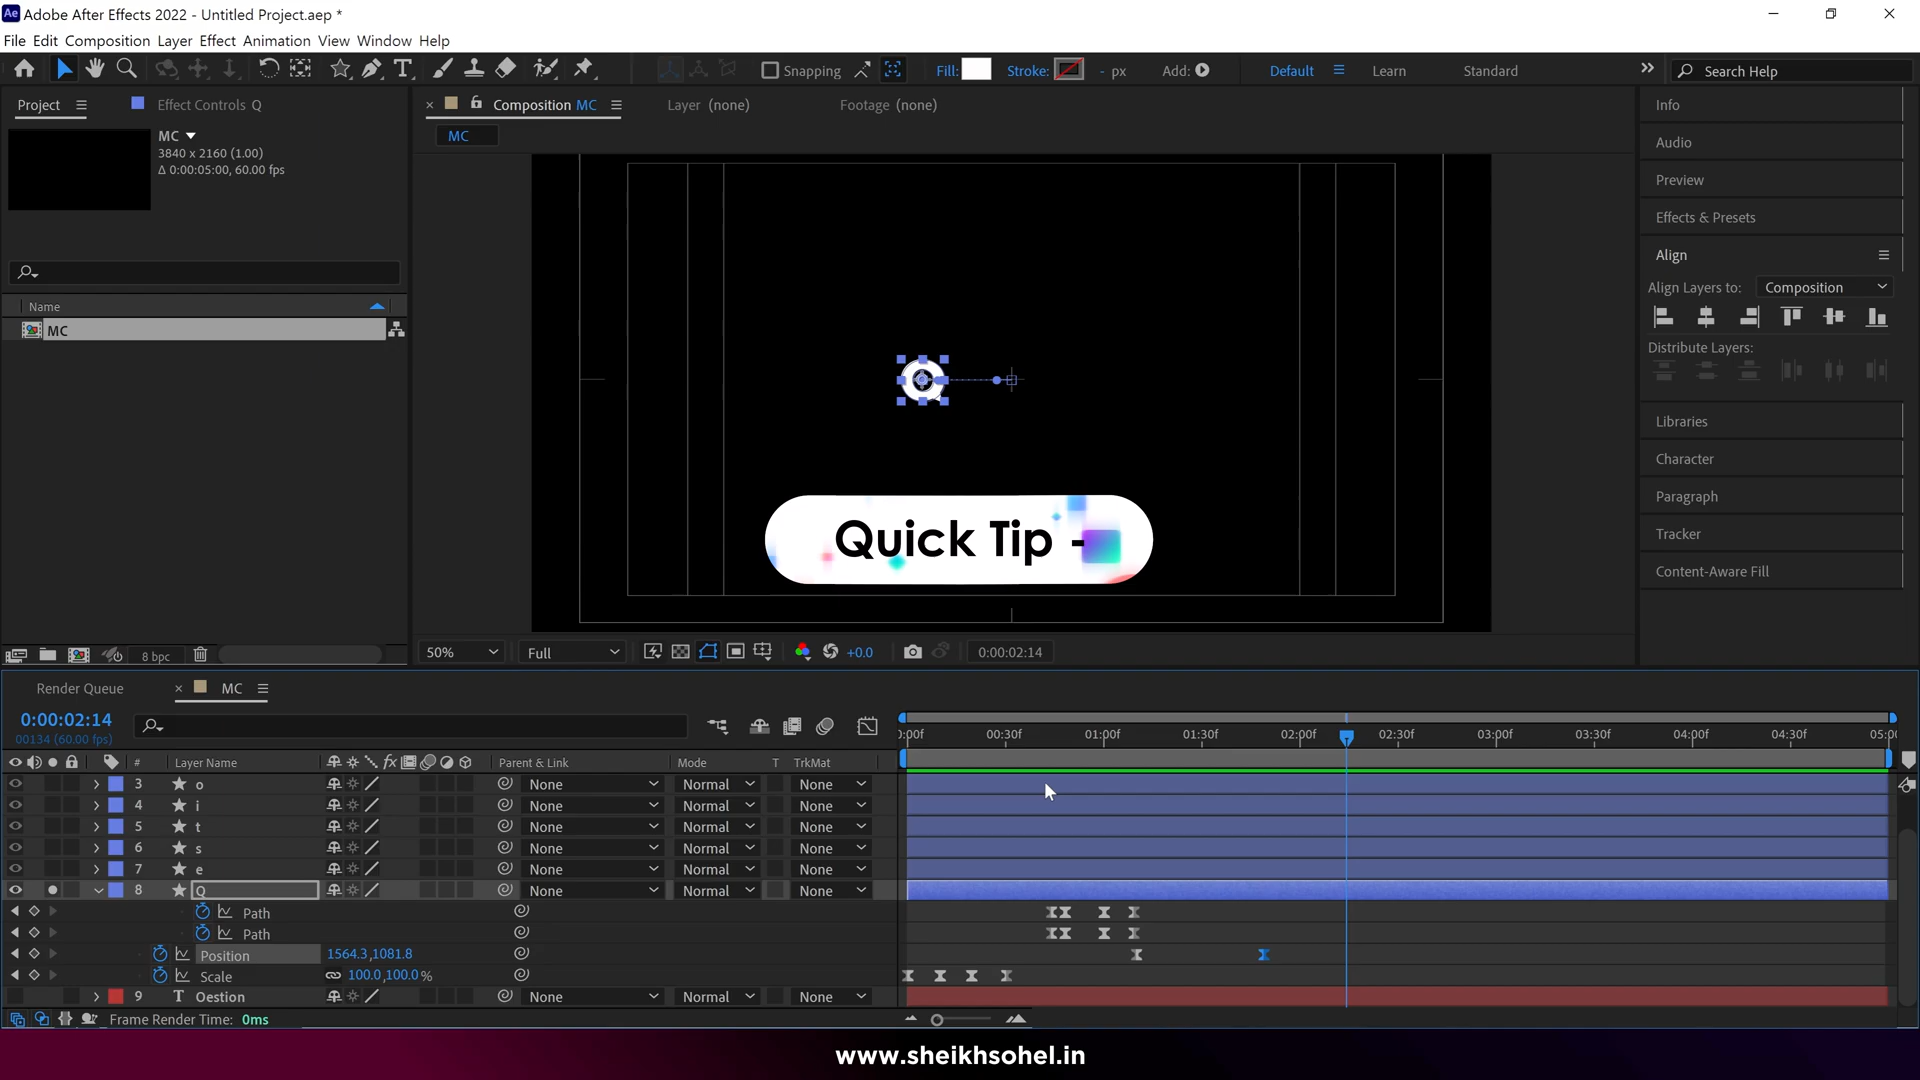 Ae Adobe After Effects 2022 - Untitled Project.aep *
File Edit Composition Layer Effect Animation View Window Help
Snapping Fill: Stroke: - px Add: Default Learn Standard Search Help
Project Effect Controls Q
MC
3840 x 2160 (1.00)
Δ 0:00:05:00, 60.00 fps
Name
MC
8 bpc
Composition MC Layer (none) Footage (none)
MC
Quick Tip -
50% Full +0.0 0:00:02:14
Info
Audio
Preview
Effects & Presets
Align
Align Layers to: Composition
Distribute Layers:
Libraries
Character
Paragraph
Tracker
Content-Aware Fill
Render Queue MC
0:00:02:14
00134 (60.00 fps)
0:00f 00:30f 01:00f 01:30f 02:00f 02:30f 03:00f 03:30f 04:00f 04:30f 05:00
# Layer Name fx Parent & Link Mode T TrkMat
3 o None Normal None
4 i None Normal None
5 t None Normal None
6 s None Normal None
7 e None Normal None
8 Q None Normal None
Path
Path
Position 1564.3,1081.8
Scale 100.0,100.0%
9 T Oestion None Normal None
Frame Render Time: 0ms
www.sheikhsohel.in